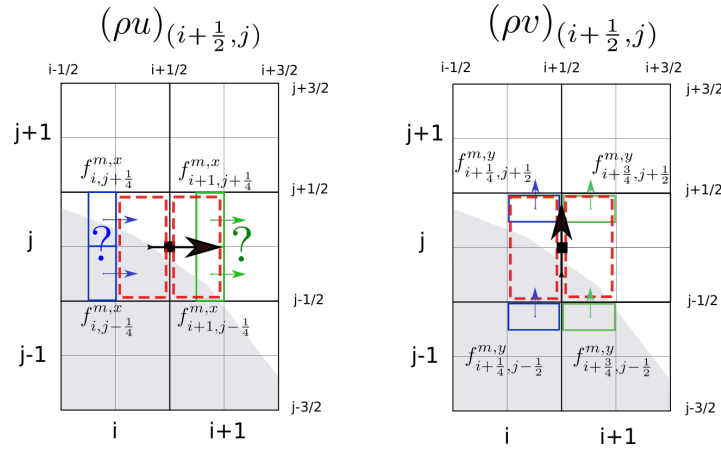 (ρu)_(i+1/2,j)
(ρv)_(i+1/2,j)
i-1/2 i+1/2 i+3/2
j+3/2
j+1
f^{m,x}_{i,j+1/4} f^{m,x}_{i+1,j+1/4}
j+1/2
? ?
j
j-1/2
f^{m,x}_{i,j-1/4} f^{m,x}_{i+1,j-1/4}
j-1
j-3/2
i i+1
i-1/2 i+1/2 i+3/2
j+3/2
j+1
f^{m,y}_{i+1/4,j+1/2} f^{m,y}_{i+3/4,j+1/2}
j+1/2
j
j-1/2
f^{m,y}_{i+1/4,j-1/2} f^{m,y}_{i+3/4,j-1/2}
j-1
j-3/2
i i+1